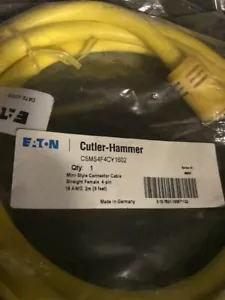 EATON
EATON Cutler-Hammer
CSMS4F4CY1602
Qty 1
Mini-Style Connector Cable
Straight Female, 4-pin
16 AWG, 2m (6 feet)
Made in Germany